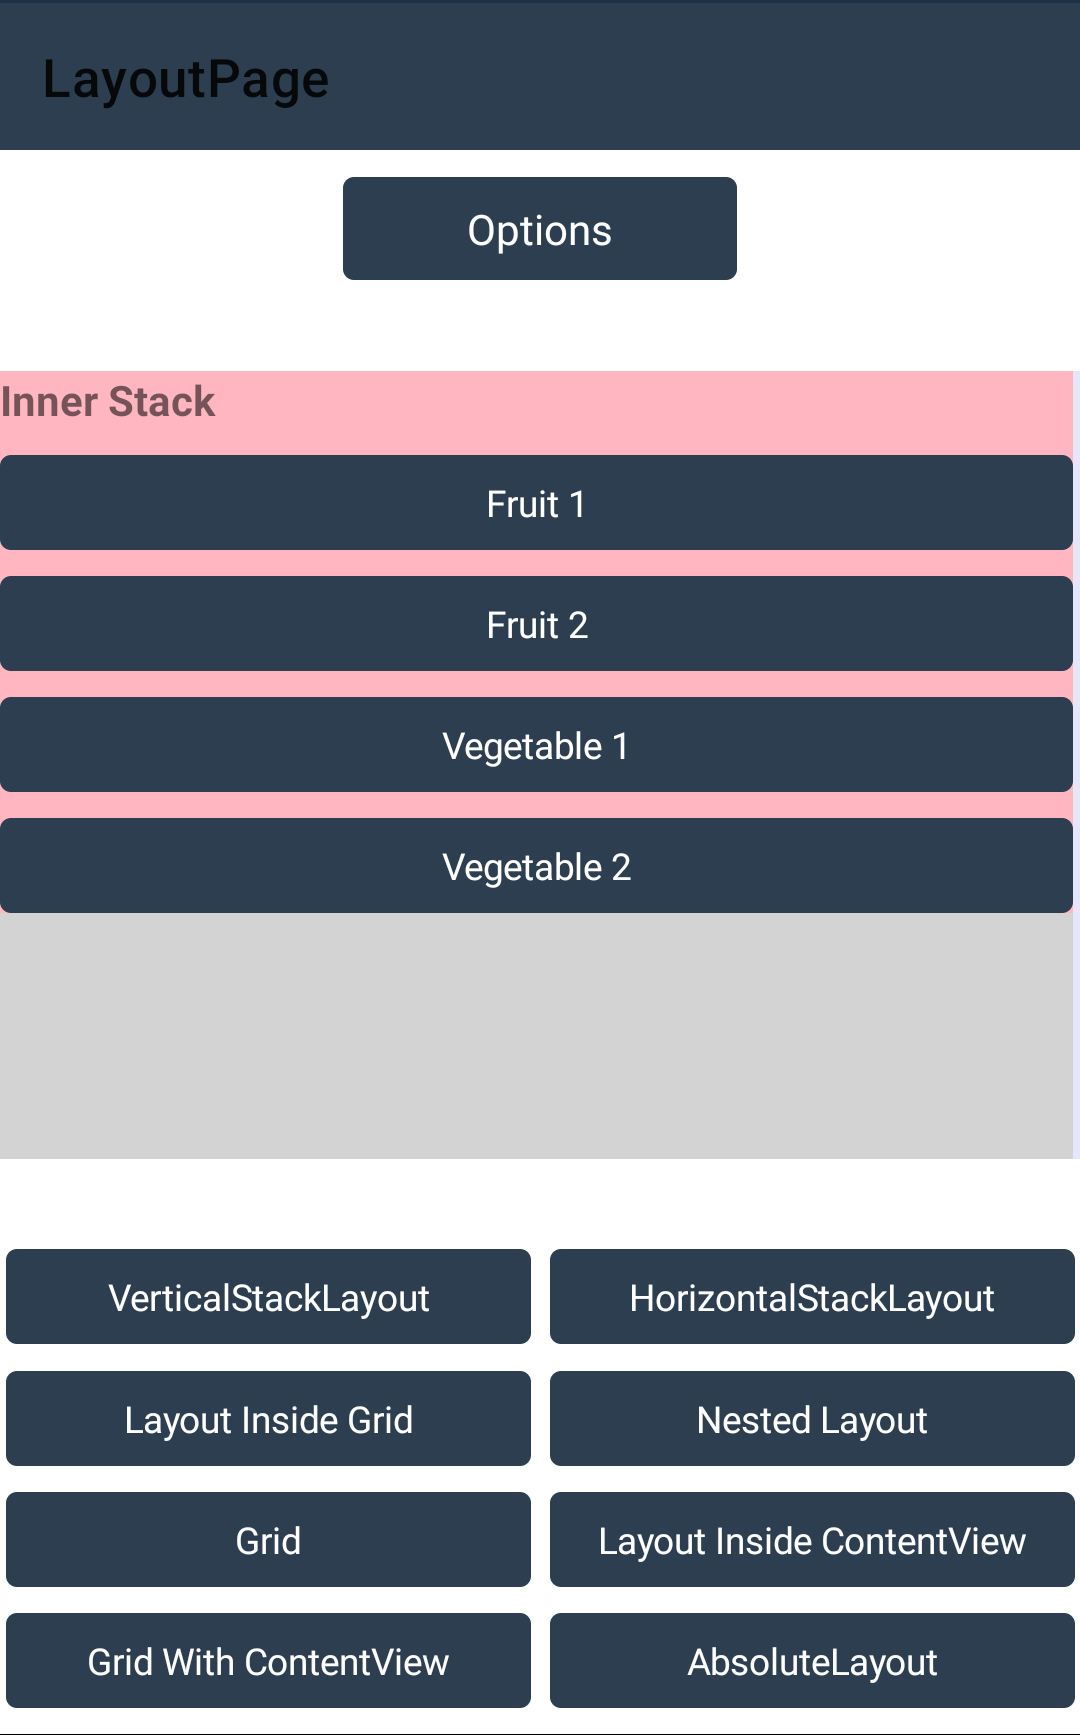 LayoutPage
Options
Inner Stack
Fruit 1
Fruit 2
Vegetable 1
Vegetable 2
VerticalStackLayout
HorizontalStackLayout
Layout Inside Grid
Nested Layout
Grid
Layout Inside ContentView
Grid With ContentView
AbsoluteLayout